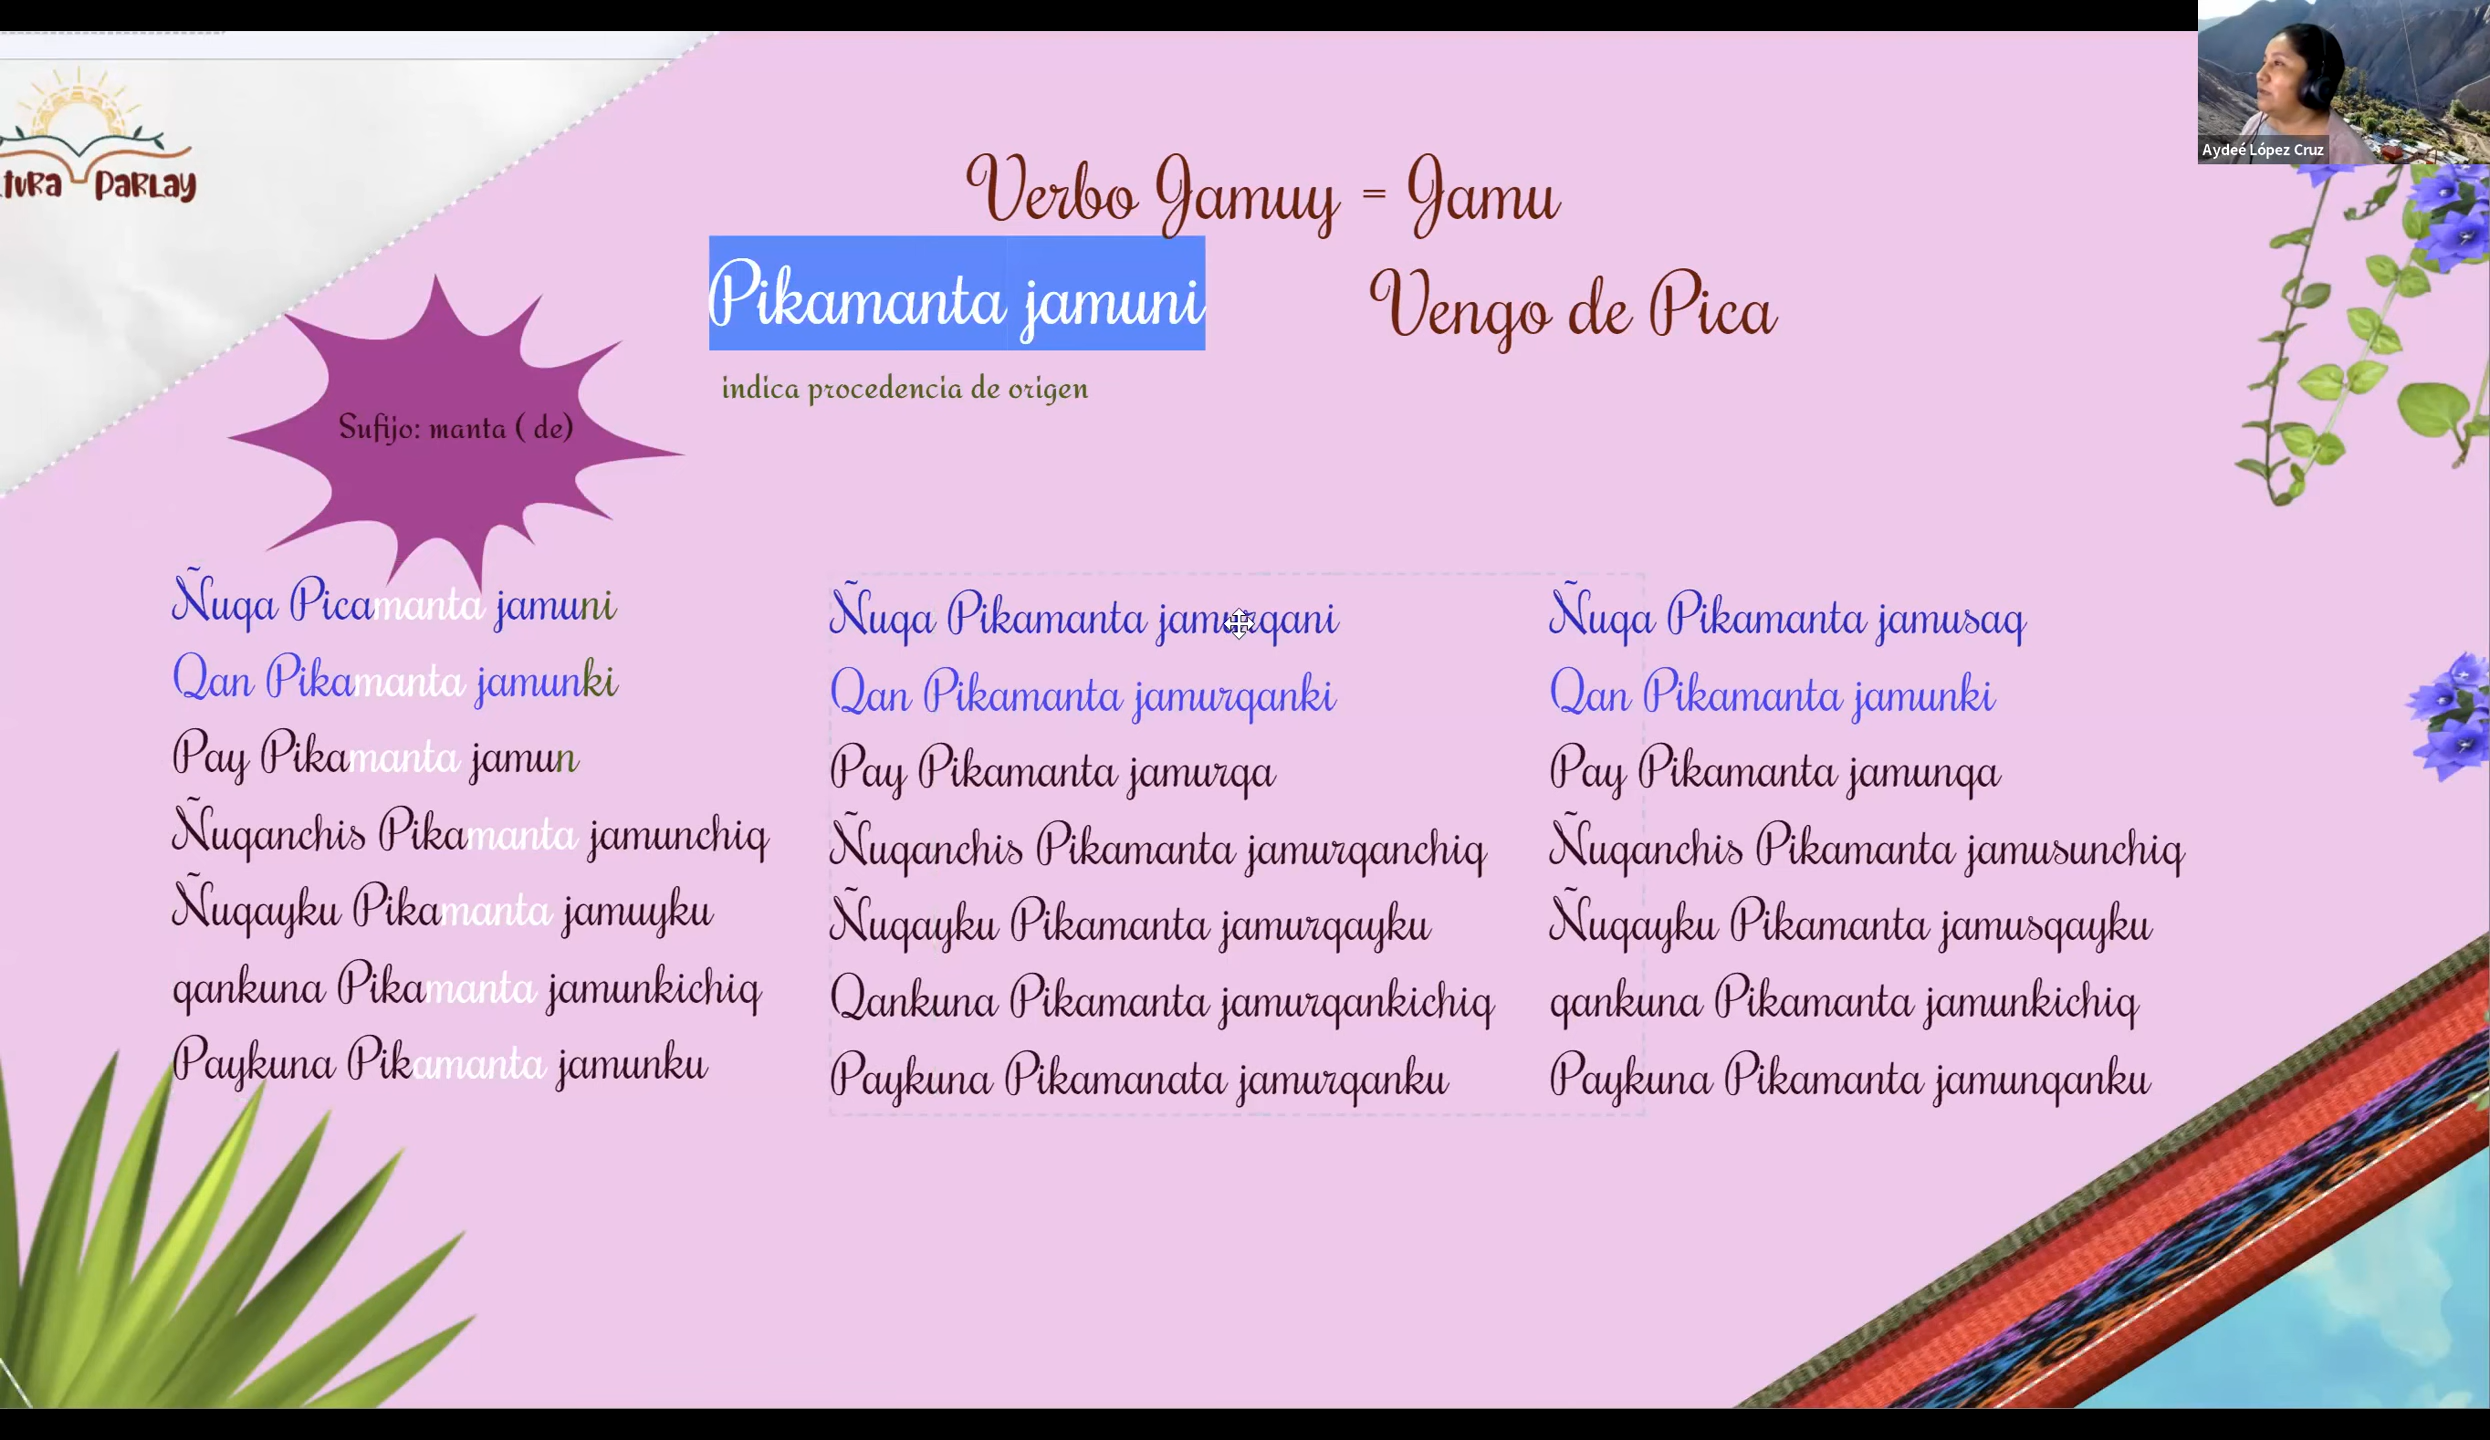 tura Parlay
Aydeé López Cruz
Verbo Jamuy = Jamu
Pikamanta jamuni
Vengo de Pica
indica procedencia de origen
Sufijo: manta ( de)
Ñuqa Picamanta jamuni
Qan Pikamanta jamunki
Pay Pikamanta jamun
Ñuqanchis Pikamanta jamunchiq
Ñuqayku Pikamanta jamuyku
qankuna Pikamanta jamunkichiq
Paykuna Pikamanta jamunku
Ñuqa Pikamanta jamurqani
Qan Pikamanta jamurqanki
Pay Pikamanta jamurqa
Ñuqanchis Pikamanta jamurqanchiq
Ñuqayku Pikamanta jamurqayku
Qankuna Pikamanta jamurqankichiq
Paykuna Pikamanata jamurqanku
Ñuqa Pikamanta jamusaq
Qan Pikamanta jamunki
Pay Pikamanta jamunqa
Ñuqanchis Pikamanta jamusunchiq
Ñuqayku Pikamanta jamusqayku
qankuna Pikamanta jamunkichiq
Paykuna Pikamanta jamunqanku